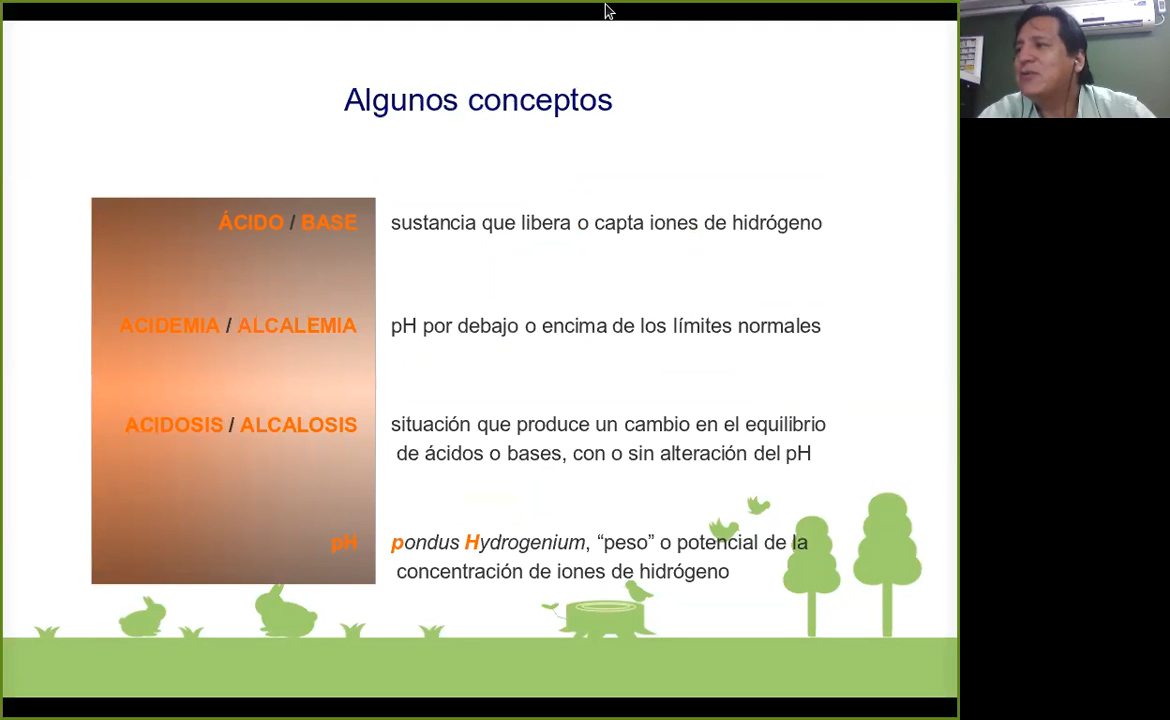 Algunos conceptos
ÁCIDO / BASE sustancia que libera o capta iones de hidrógeno
ACIDEMIA / ALCALEMIA pH por debajo o encima de los límites normales
ACIDOSIS / ALCALOSIS situación que produce un cambio en el equilibrio
de ácidos o bases, con o sin alteración del pH
pH pondus Hydrogenium, “peso” o potencial de la
concentración de iones de hidrógeno